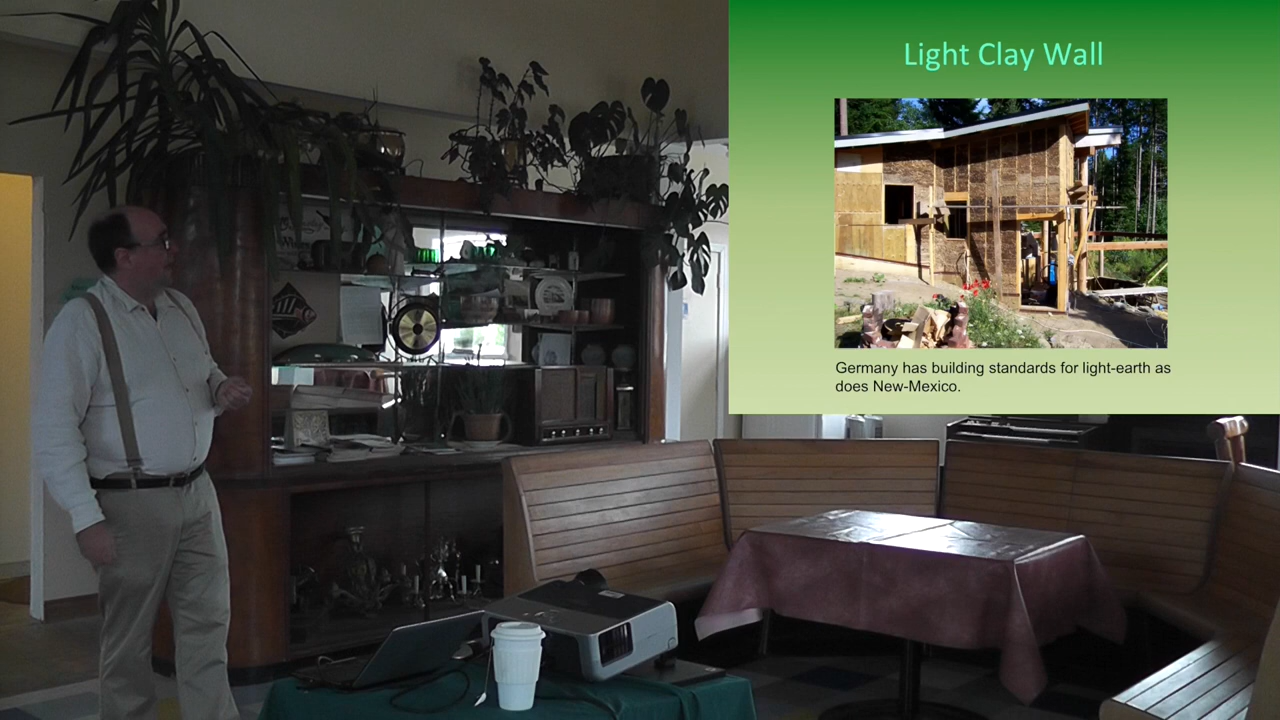 Light Clay Wall
Germany has building standards for light-earth as
does New-Mexico.